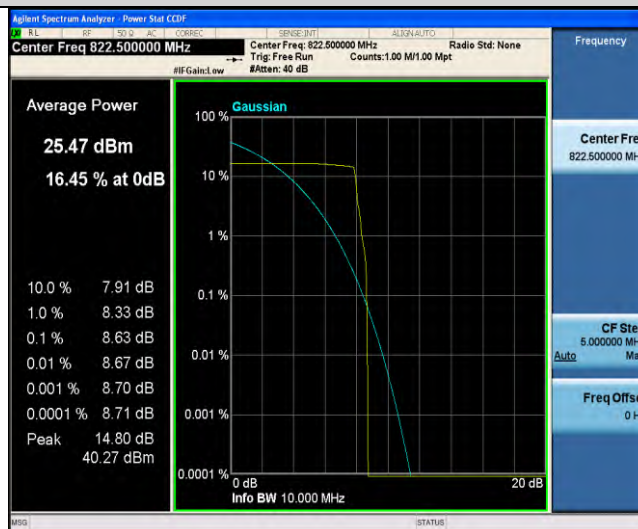 Agilent Spectrum Analyzer - Power Stat CCDF
RL RF 50 Ω AC CORREC SENSE:INT ALIGN AUTO
Center Freq 822.500000 MHz
Center Freq: 822.500000 MHz Radio Std: None
Trig: Free Run Counts:1.00 M/1.00 Mpt
#IFGain:Low #Atten: 40 dB
Frequency
Average Power
25.47 dBm
16.45 % at 0dB
10.0 % 7.91 dB
1.0 % 8.33 dB
0.1 % 8.63 dB
0.01 % 8.67 dB
0.001 % 8.70 dB
0.0001 % 8.71 dB
Peak 14.80 dB
40.27 dBm
Gaussian
100 %
10 %
1 %
0.1 %
0.01 %
0.001 %
0.0001 %
0 dB 20 dB
Info BW 10.000 MHz
Center Fre
822.500000 MH
CF Ste
5.000000 MH
Auto Ma
Freq Offse
0 H
MSG STATUS